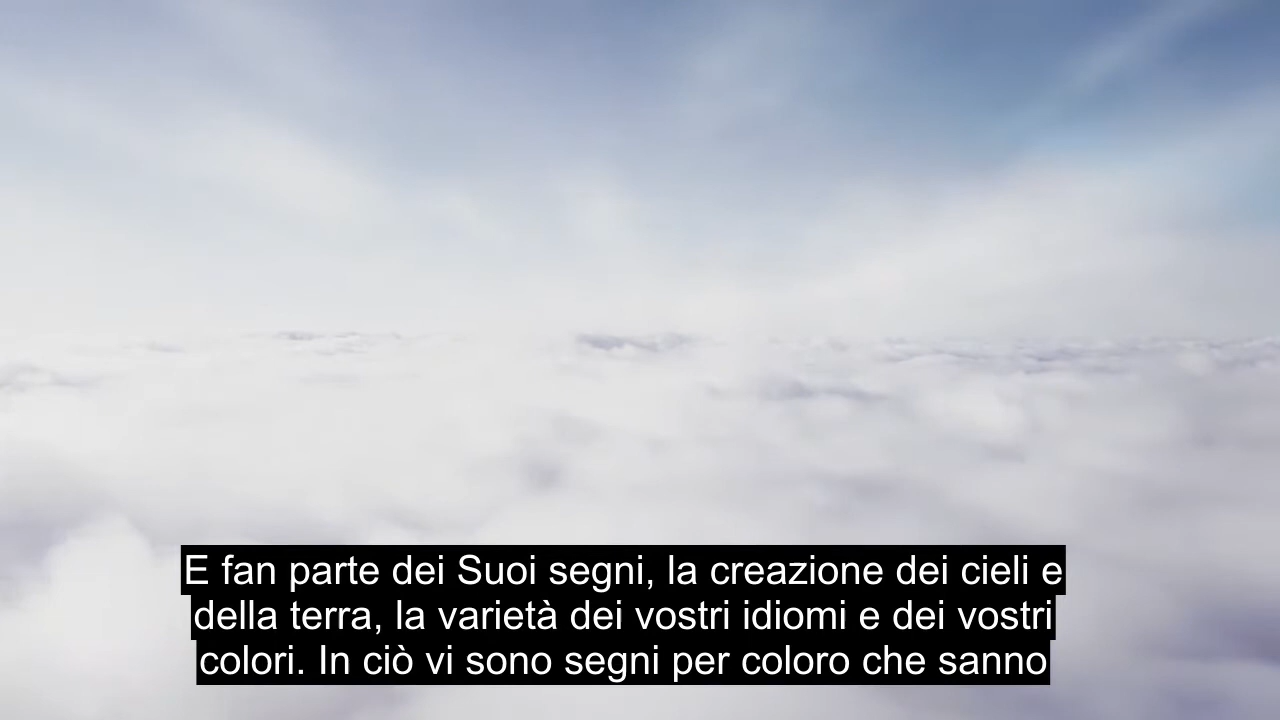 E fan parte dei Suoi segni, la creazione dei cieli e
della terra, la varietà dei vostri idiomi e dei vostri
colori. In ciò vi sono segni per coloro che sanno